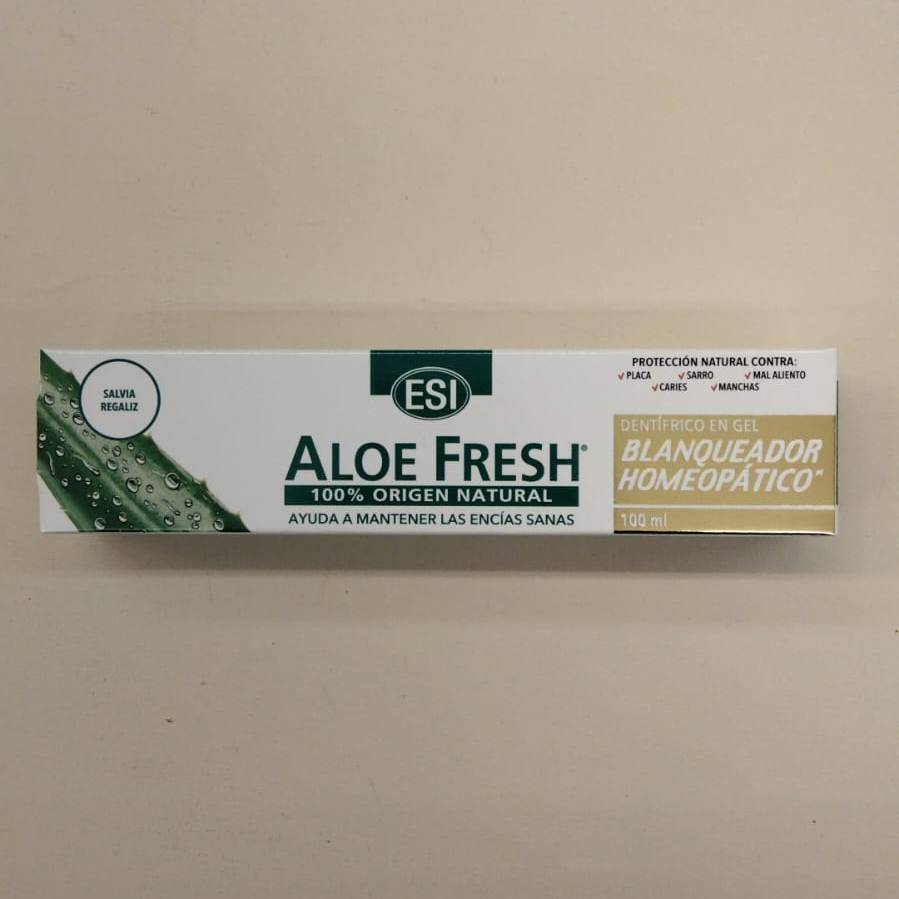 SALVIA
REGALIZ
ESI
ALOE FRESH®
100% ORIGEN NATURAL
AYUDA A MANTENER LAS ENCÍAS SANAS
PROTECCIÓN NATURAL CONTRA:
✓PLACA ✓SARRO ✓MAL ALIENTO
✓CARIES ✓MANCHAS
DENTÍFRICO EN GEL
BLANQUEADOR
HOMEOPÁTICO
100 ml